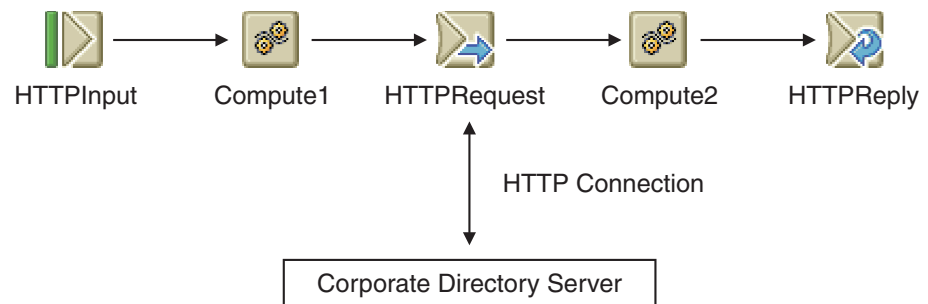 HTTPInput
Compute1
HTTPRequest
Compute2
HTTPReply
HTTP Connection
Corporate Directory Server